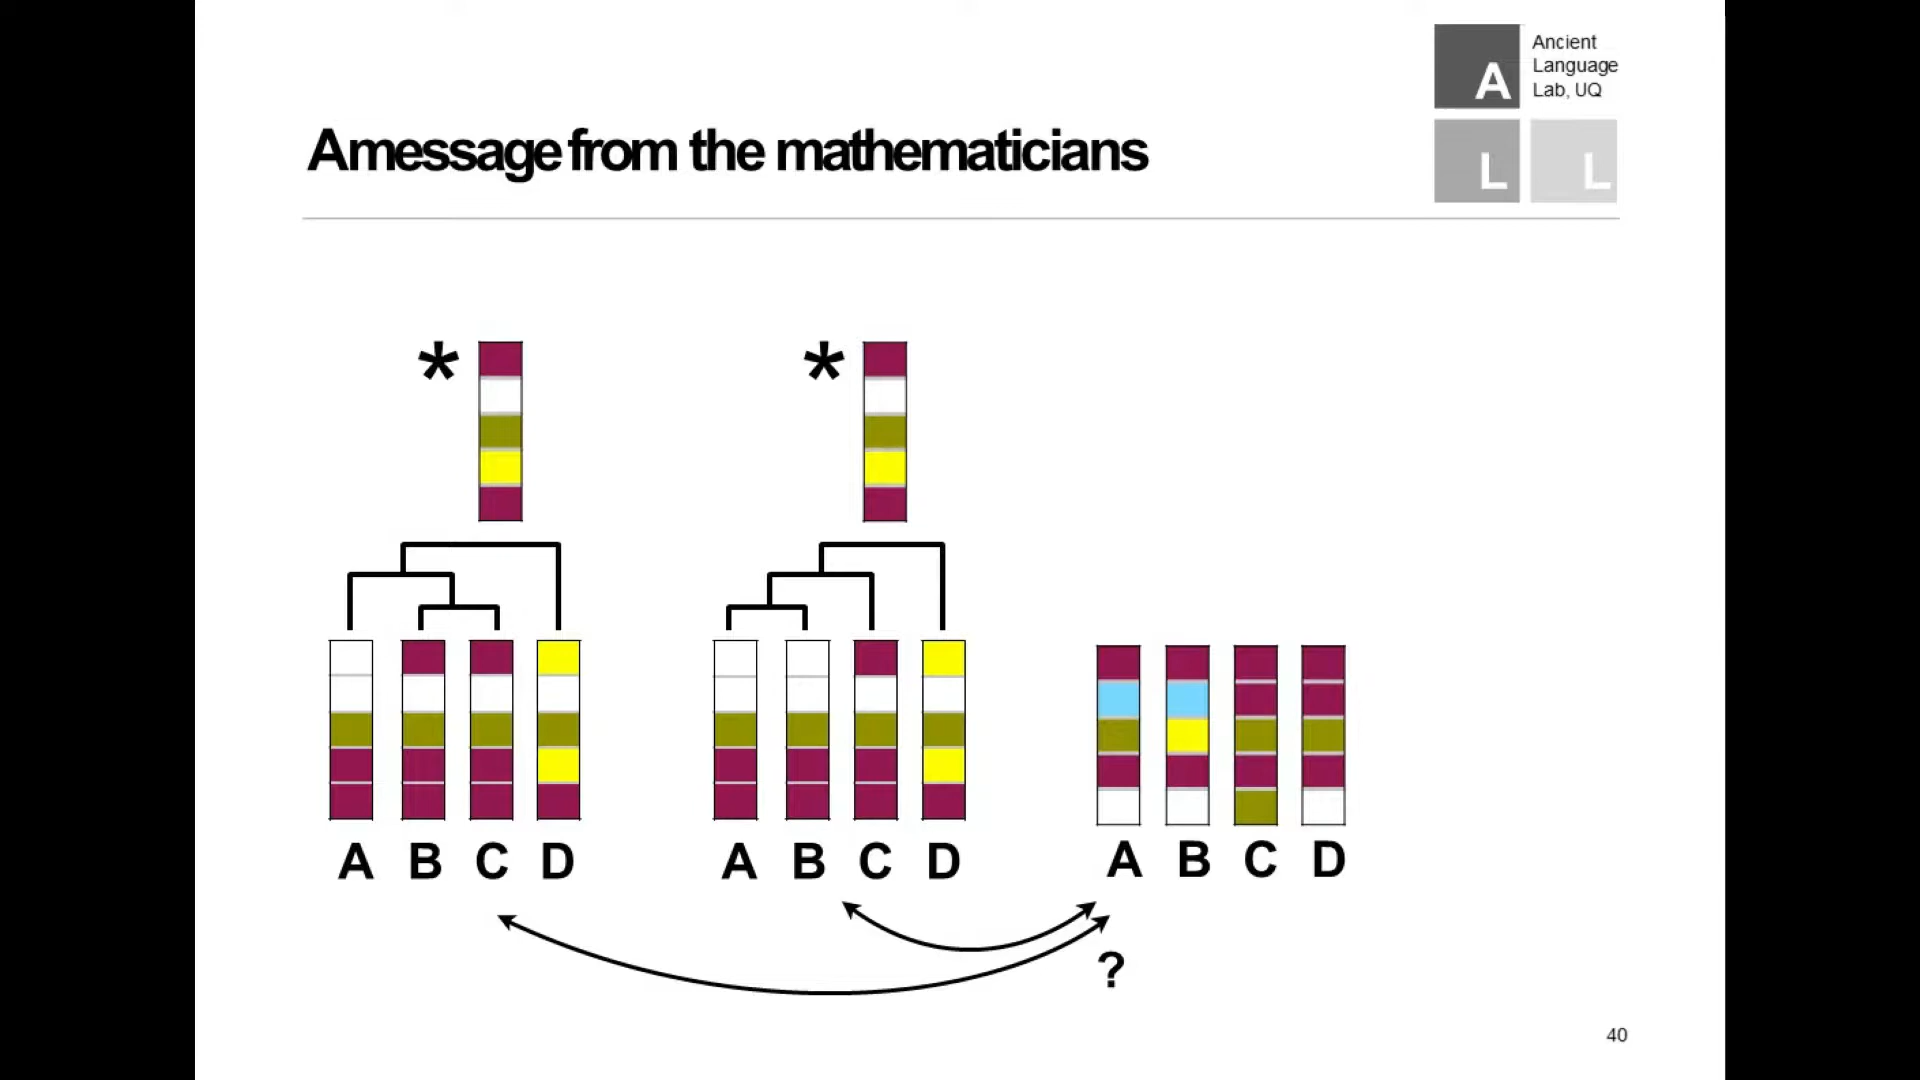 A
Ancient
Language
Lab, UQ
L L
A message from the mathematicians
* *
A B C D A B C D A B C D
?
40